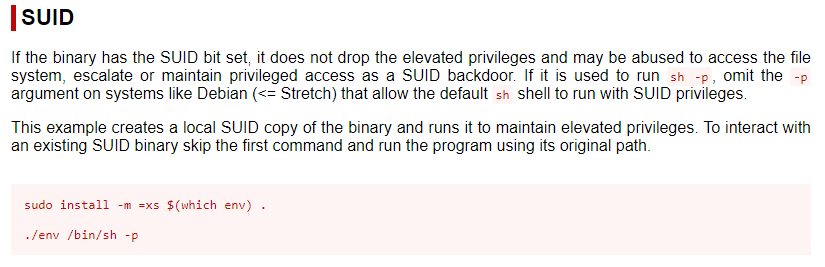 SUID
If the binary has the SUID bit set, it does not drop the elevated privileges and may be abused to access the file
system, escalate or maintain privileged access as a SUID backdoor. If it is used to run sh -p, omit the -p
argument on systems like Debian (<= Stretch) that allow the default sh shell to run with SUID privileges.
This example creates a local SUID copy of the binary and runs it to maintain elevated privileges. To interact with
an existing SUID binary skip the first command and run the program using its original path.
sudo install -m =xs $(which env) .
./env /bin/sh -p